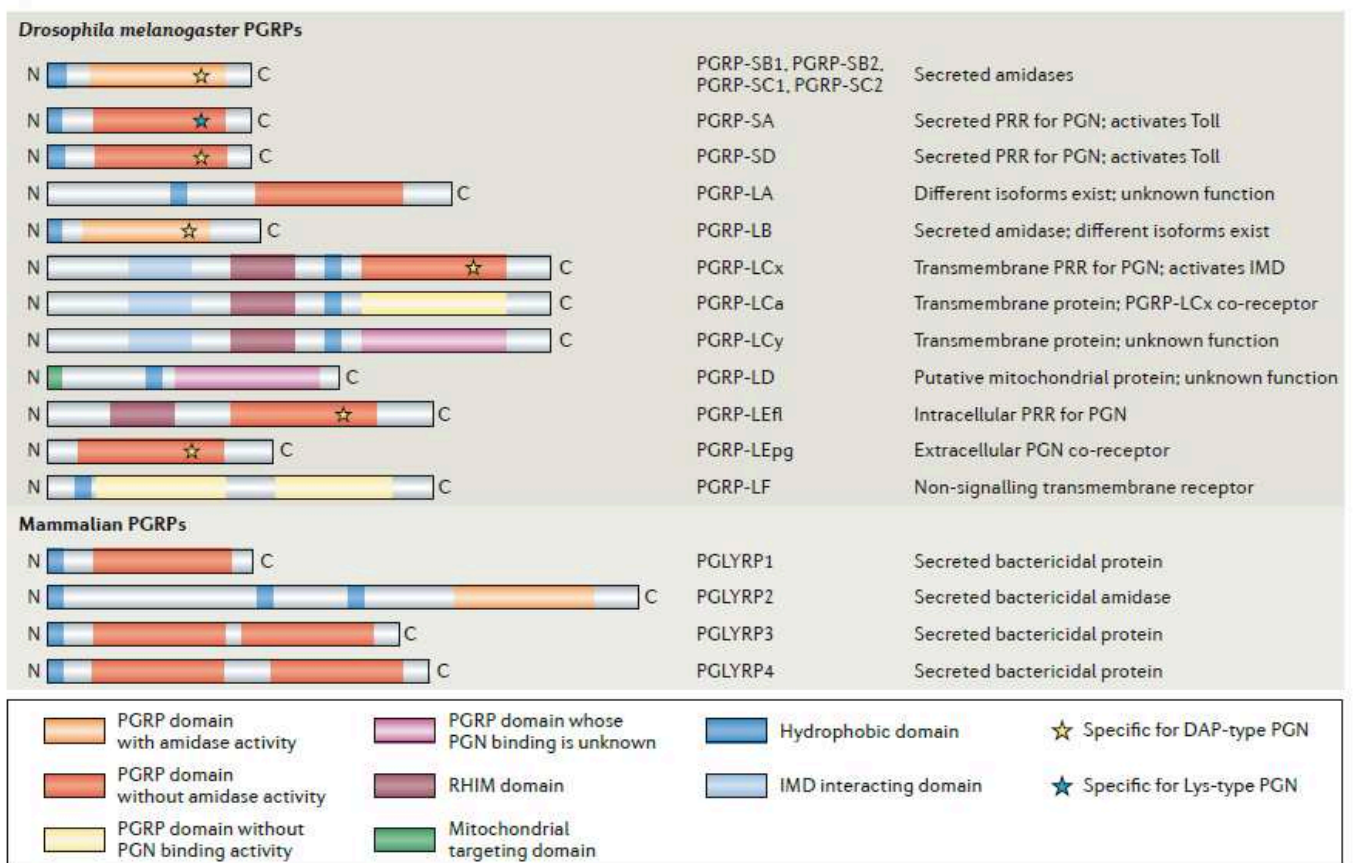 Drosophila melanogaster PGRPs
N C PGRP-SB1, PGRP-SB2, PGRP-SC1, PGRP-SC2 Secreted amidases
N C PGRP-SA Secreted PRR for PGN; activates Toll
N C PGRP-SD Secreted PRR for PGN; activates Toll
N C PGRP-LA Different isoforms exist; unknown function
N C PGRP-LB Secreted amidase; different isoforms exist
N C PGRP-LCx Transmembrane PRR for PGN; activates IMD
N C PGRP-LCa Transmembrane protein; PGRP-LCx co-receptor
N C PGRP-LCy Transmembrane protein; unknown function
N C PGRP-LD Putative mitochondrial protein; unknown function
N C PGRP-LEfl Intracellular PRR for PGN
N C PGRP-LEpg Extracellular PGN co-receptor
N C PGRP-LF Non-signalling transmembrane receptor
Mammalian PGRPs
N C PGLYRP1 Secreted bactericidal protein
N C PGLYRP2 Secreted bactericidal amidase
N C PGLYRP3 Secreted bactericidal protein
N C PGLYRP4 Secreted bactericidal protein
PGRP domain
with amidase activity
PGRP domain
without amidase activity
PGRP domain without
PGN binding activity
PGRP domain whose
PGN binding is unknown
RHIM domain
Mitochondrial
targeting domain
Hydrophobic domain
IMD interacting domain
Specific for DAP-type PGN
Specific for Lys-type PGN